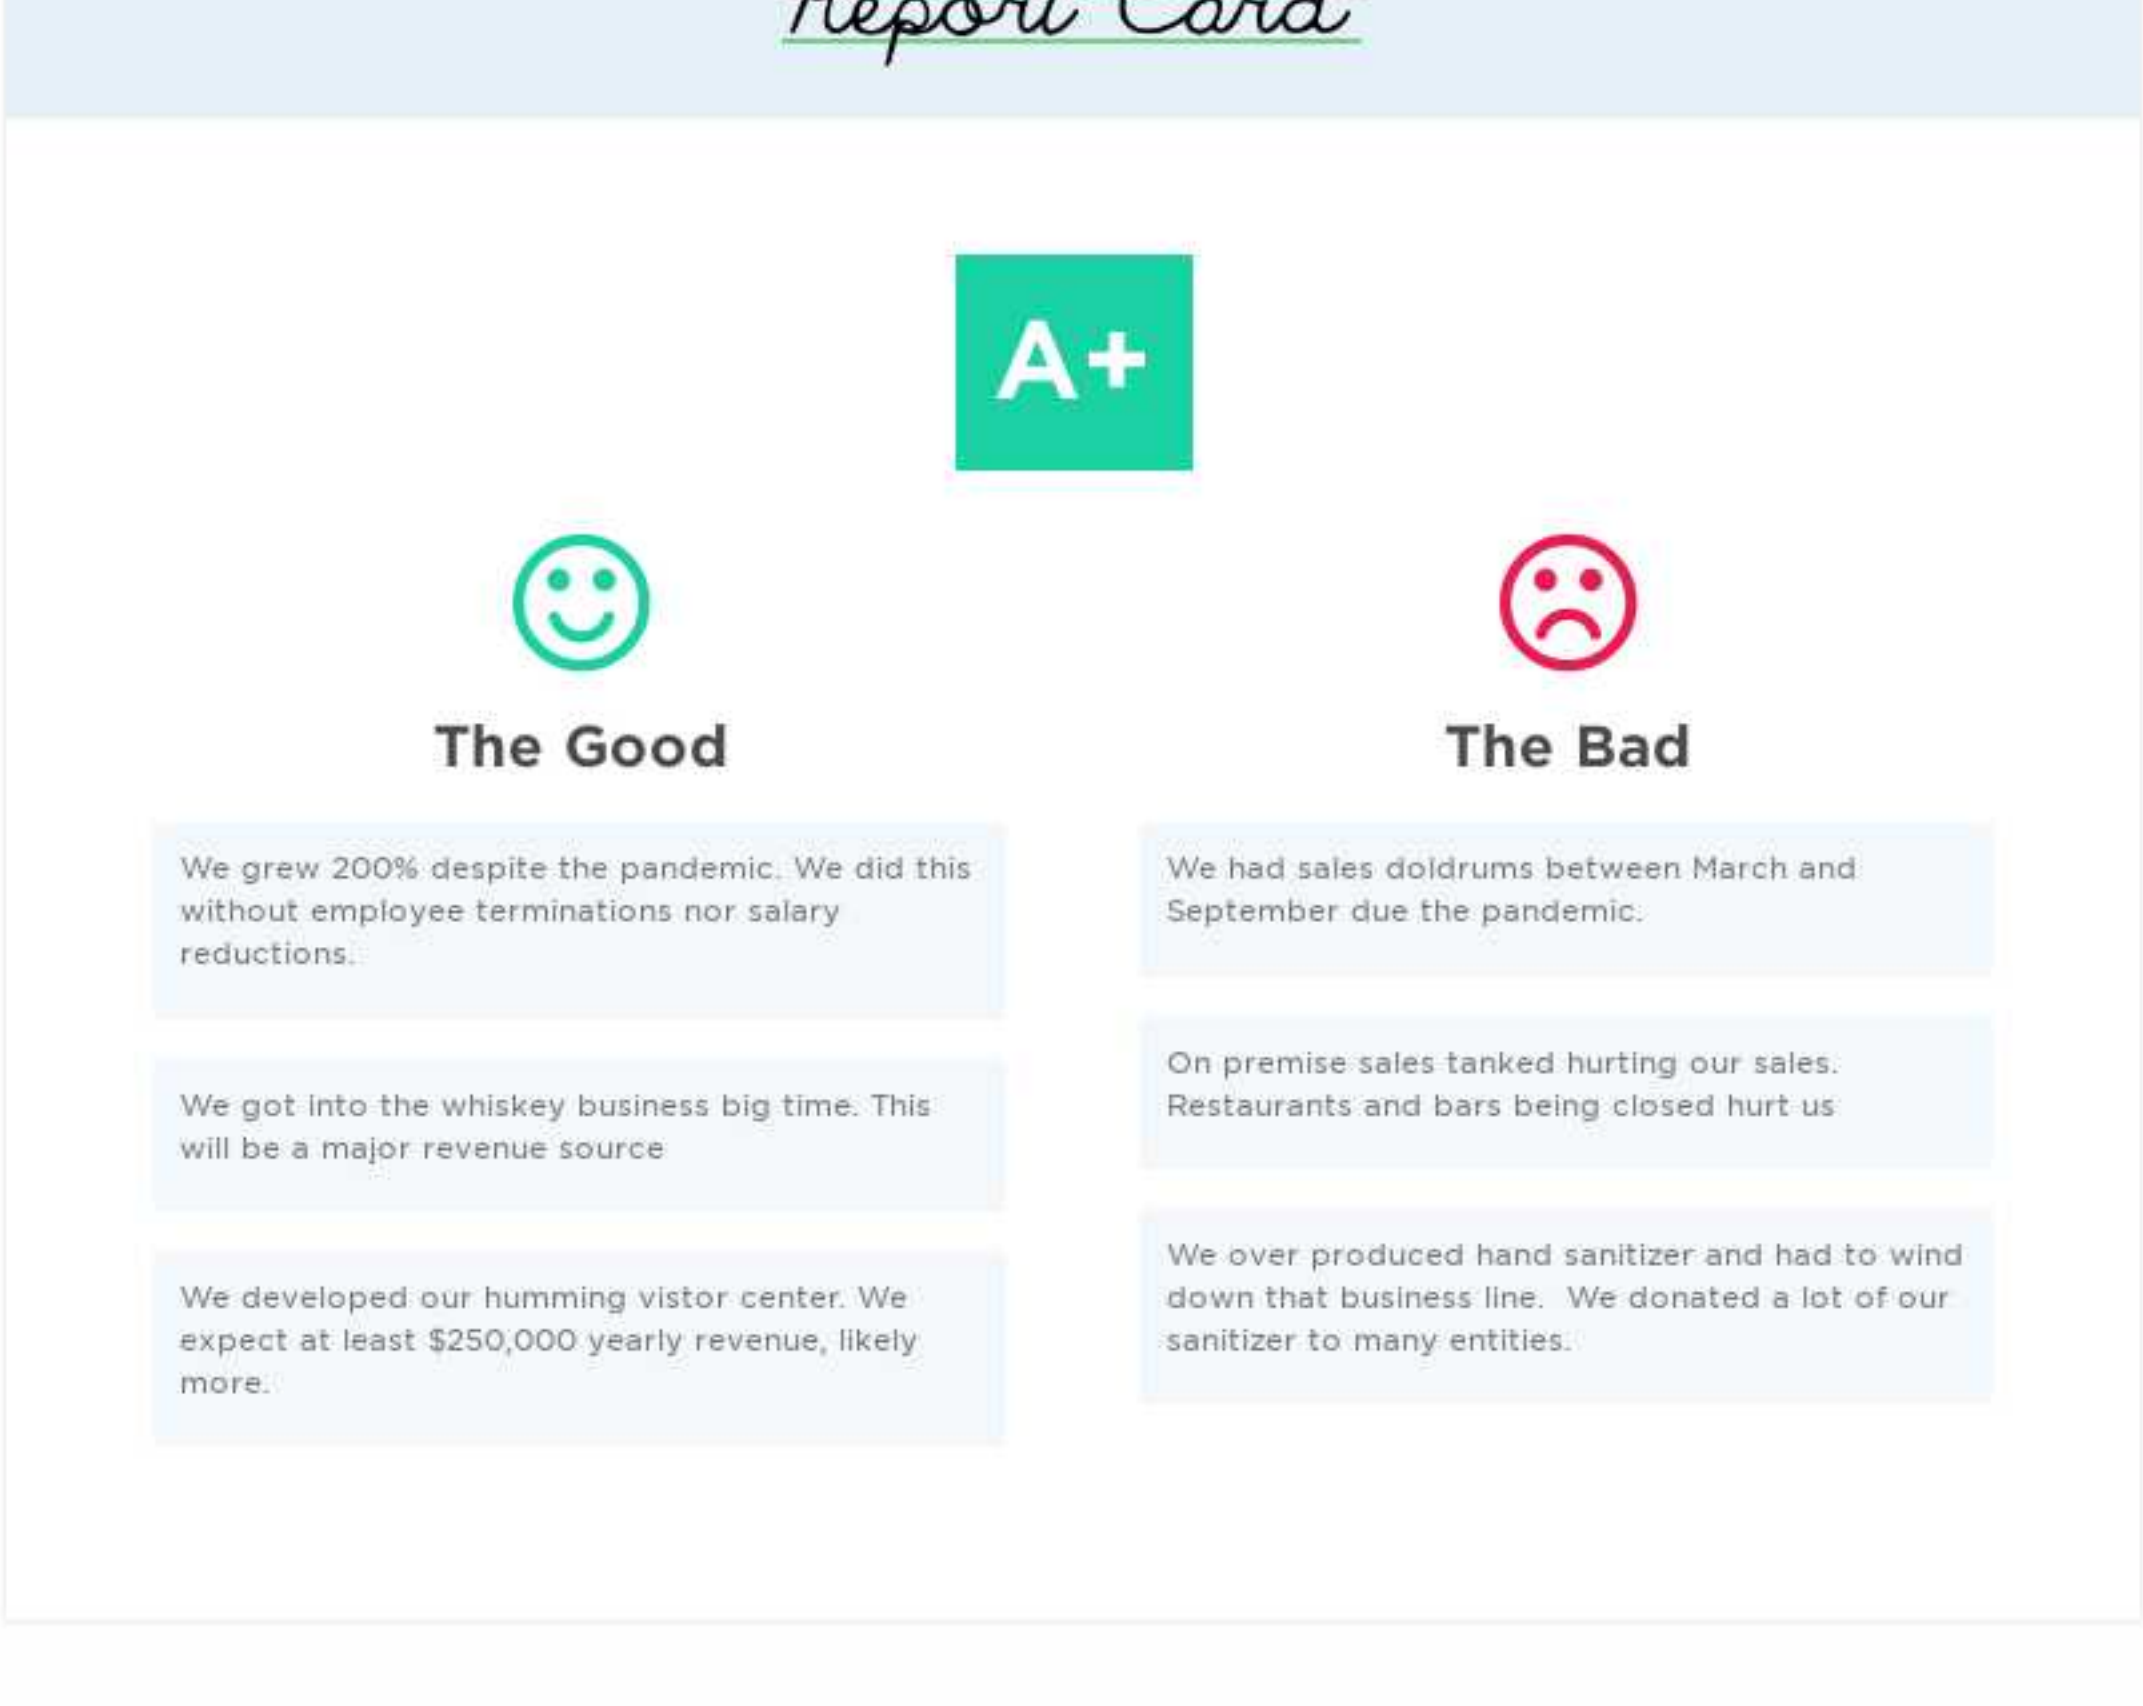 Report Card
A+
The Good
We grew 200% despite the pandemic. We did this
without employee terminations nor salary
reductions.
We got into the whiskey business big time. This
will be a major revenue source
We developed our humming vistor center. We
expect at least $250,000 yearly revenue, likely
more.
The Bad
We had sales doldrums between March and
September due the pandemic.
On premise sales tanked hurting our sales.
Restaurants and bars being closed hurt us
We over produced hand sanitizer and had to wind
down that business line.  We donated a lot of our
sanitizer to many entities.